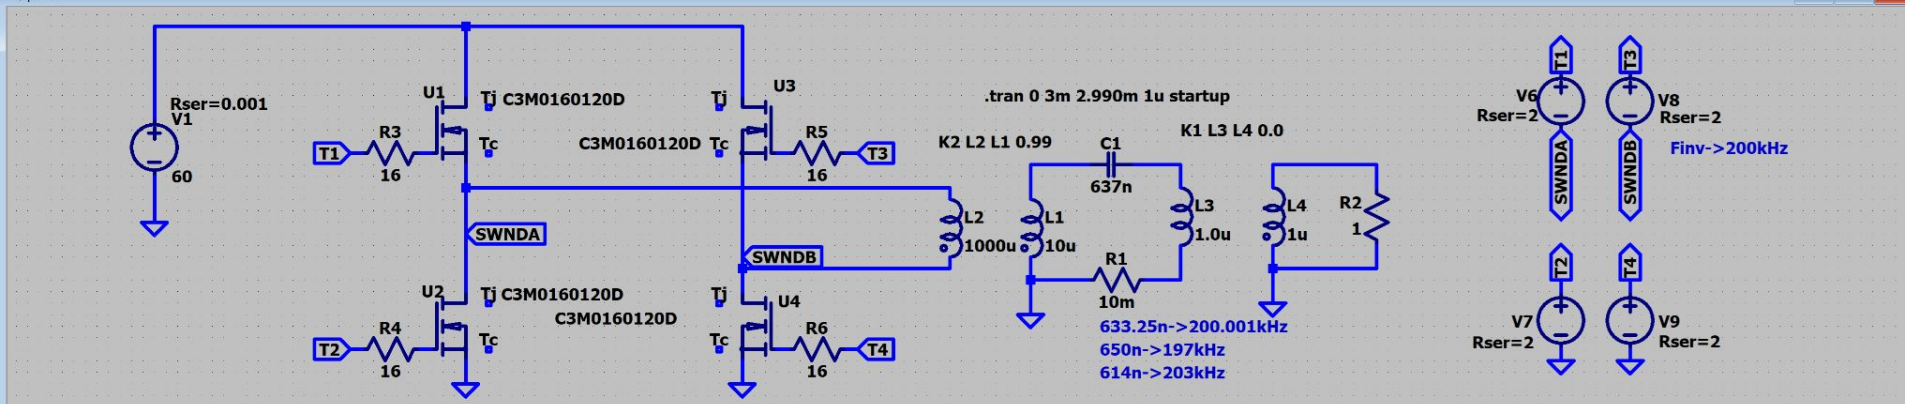 Rser=0.001
V1
60
T1
R3
16
U1
Tj
C3M0160120D
Tc
SWNDA
T2
R4
16
U2
Tj
C3M0160120D
C3M0160120D
Tc
U3
Tj
Tc
C3M0160120D
R5
16
T3
SWNDB
Tj
U4
Tc
R6
16
T4
.tran 0 3m 2.990m 1u startup
K2 L2 L1 0.99
K1 L3 L4 0.0
L2
1000u
L1
10u
C1
637n
L3
1.0u
R1
10m
L4
1u
R2
1
633.25n->200.001kHz
650n->197kHz
614n->203kHz
T1
V6
Rser=2
SWNDA
T3
V8
Rser=2
SWNDB
Finv->200kHz
T2
V7
Rser=2
T4
V9
Rser=2